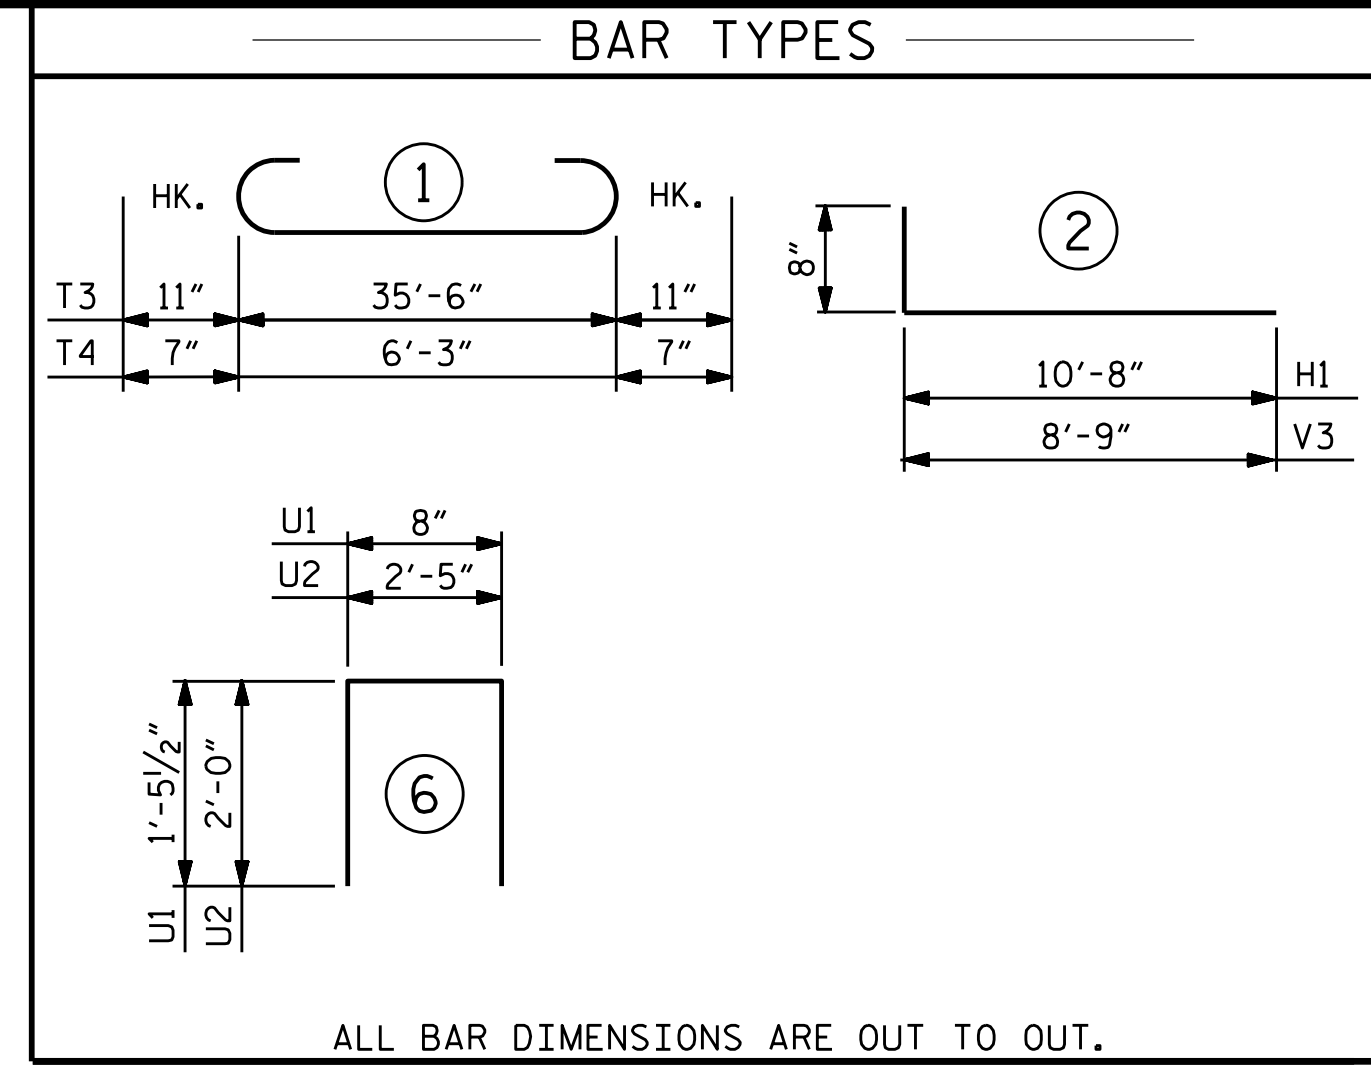 BAR TYPES
HK. 1 HK.
T3 11" 35'-6" 11"
T4 7" 6'-3" 7"
8" 2
10'-8" H1
8'-9" V3
U1 8"
U2 2'-5"
1'-5½" 2'-0"
6
U1 U2
ALL BAR DIMENSIONS ARE OUT TO OUT.